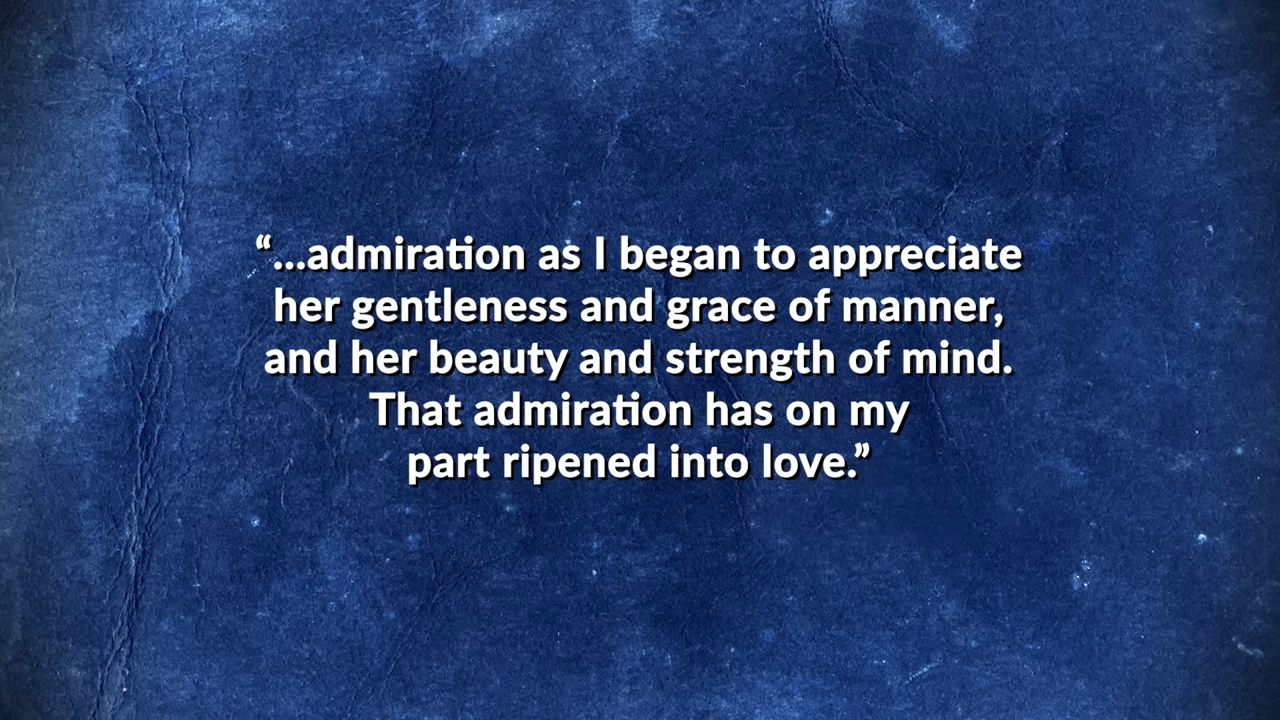 “...admiration as I began to appreciate
her gentleness and grace of manner,
and her beauty and strength of mind.
That admiration has on my
part ripened into love.”